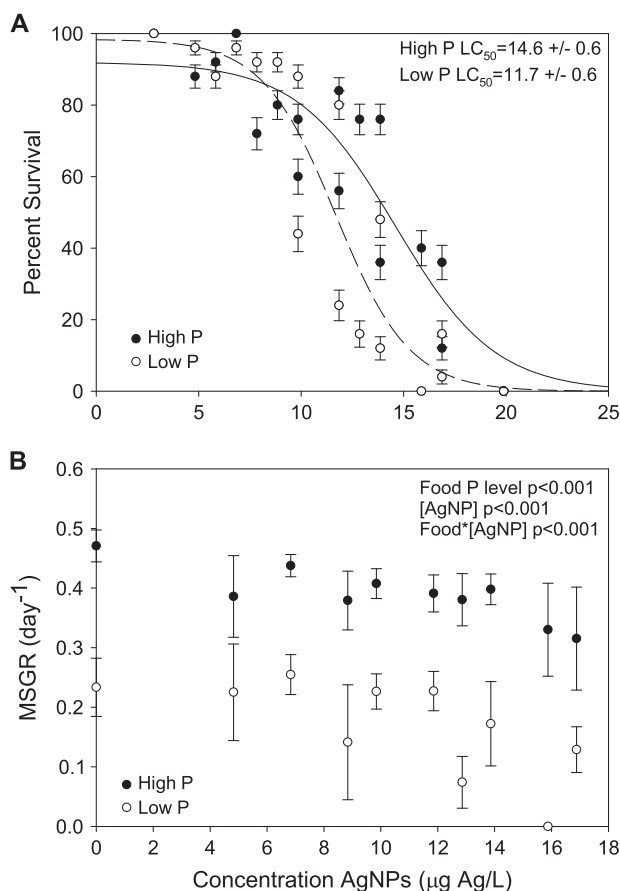 A
High P LC50=14.6 +/- 0.6
Low P LC50=11.7 +/- 0.6
Percent Survival
100
80
60
40
20
0
High P
Low P
0 5 10 15 20 25
B
Food P level p<0.001
[AgNP] p<0.001
Food*[AgNP] p<0.001
MSGR (day-1)
0.6
0.5
0.4
0.3
0.2
0.1
0.0
High P
Low P
0 2 4 6 8 10 12 14 16 18
Concentration AgNPs (μg Ag/L)